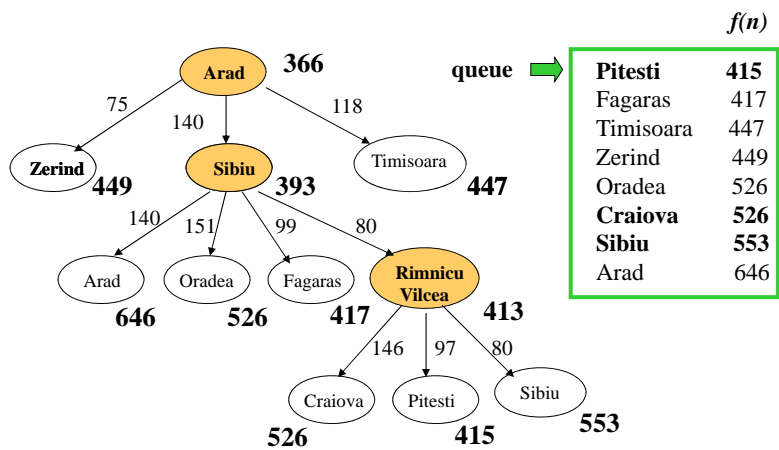 f(n)
Arad 366
queue
Pitesti 415
Fagaras 417
Timisoara 447
Zerind 449
Oradea 526
Craiova 526
Sibiu 553
Arad 646
75
140
118
Zerind
449
Sibiu
393
Timisoara
447
140
151
99
80
Arad
646
Oradea
526
Fagaras
417
Rimnicu
Vilcea
413
146
97
80
Craiova
526
Pitesti
415
Sibiu
553